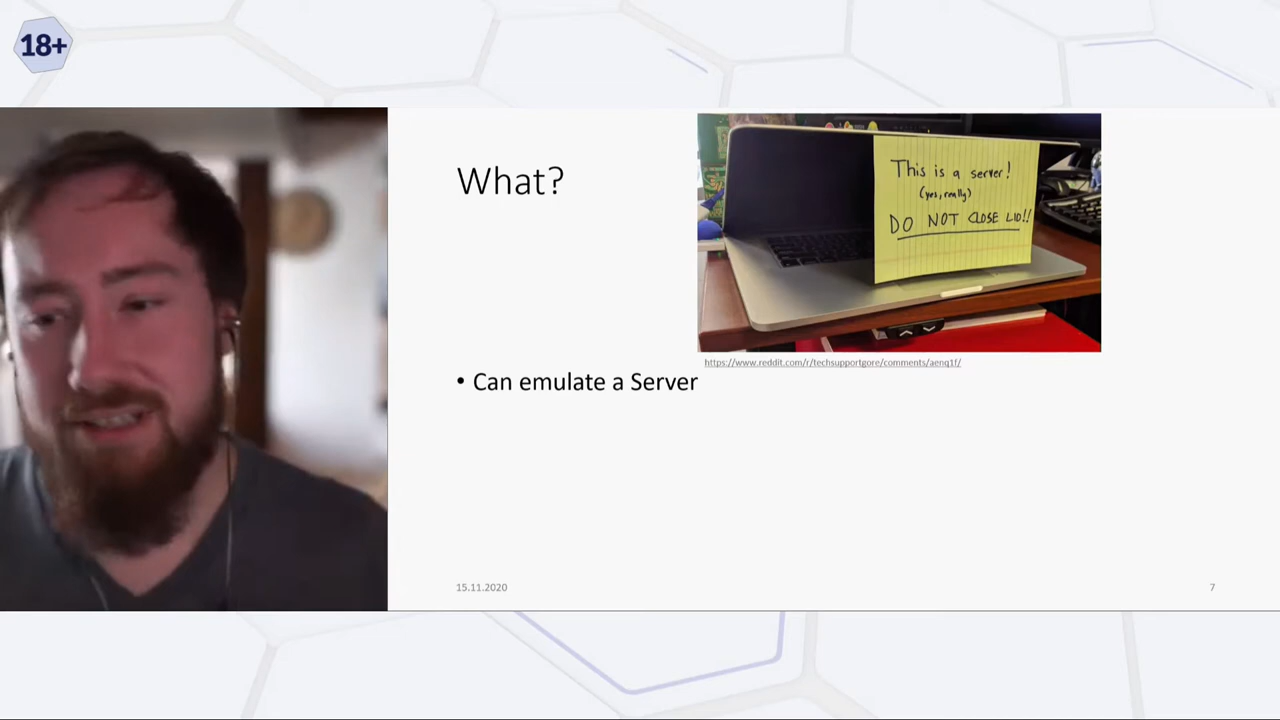 18+
What?
This is a server!
(yes, really)
DO NOT CLOSE LID!!
https://www.reddit.com/r/techsupportgore/comments/aenq1f/
• Can emulate a Server
15.11.2020
7